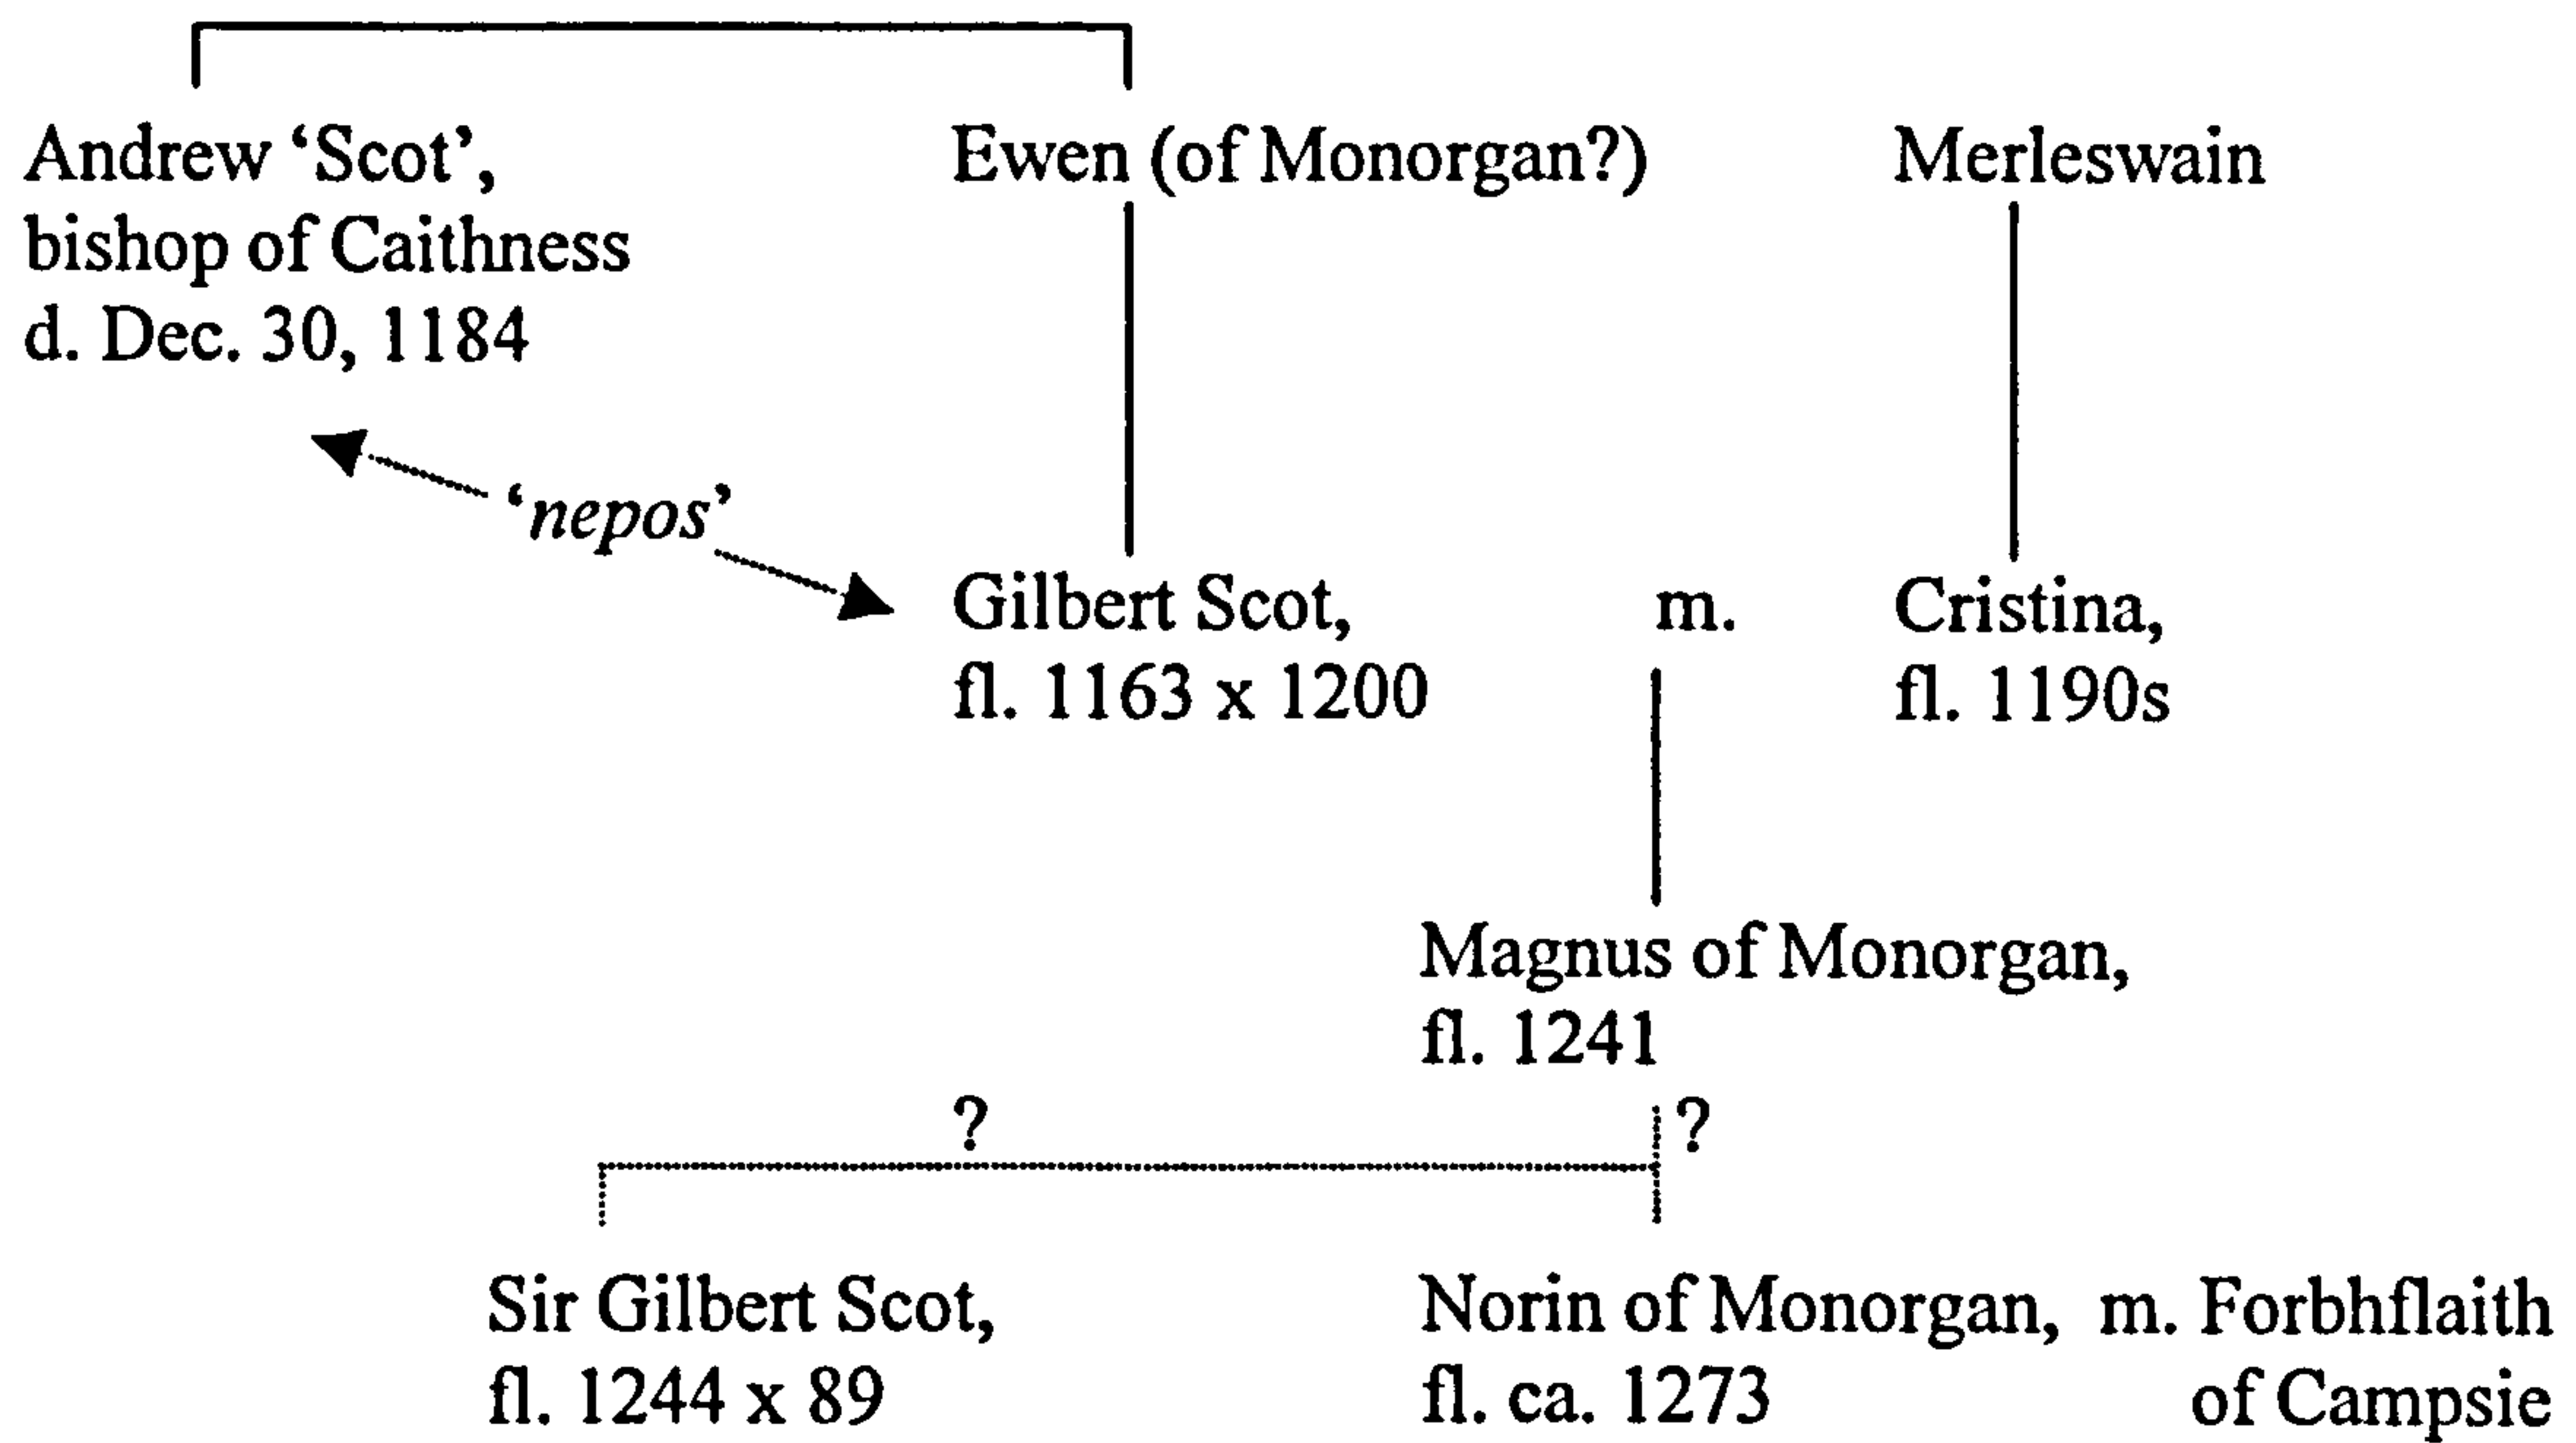 Andrew ‘Scot’,
bishop of Caithness
d. Dec. 30, 1184
Ewen (of Monorgan?)
Merleswain
‘nepos’
Gilbert Scot,
fl. 1163 x 1200
m.
Cristina,
fl. 1190s
Magnus of Monorgan,
fl. 1241
?
?
Sir Gilbert Scot,
fl. 1244 x 89
Norin of Monorgan,
fl. ca. 1273
m. Forbhflaith
of Campsie